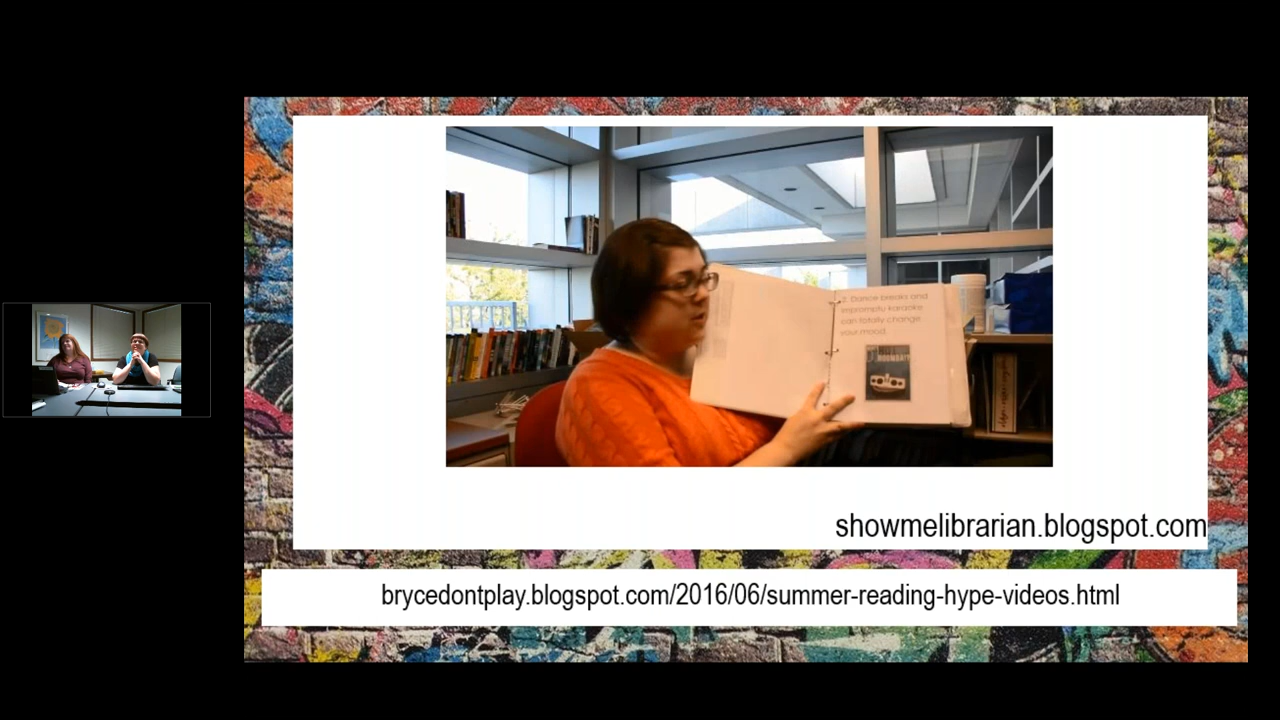 2. Dance breaks and
impromptu karaoke
can totally change
your mood.
showmelibrarian.blogspot.com
brycedontplay.blogspot.com/2016/06/summer-reading-hype-videos.html